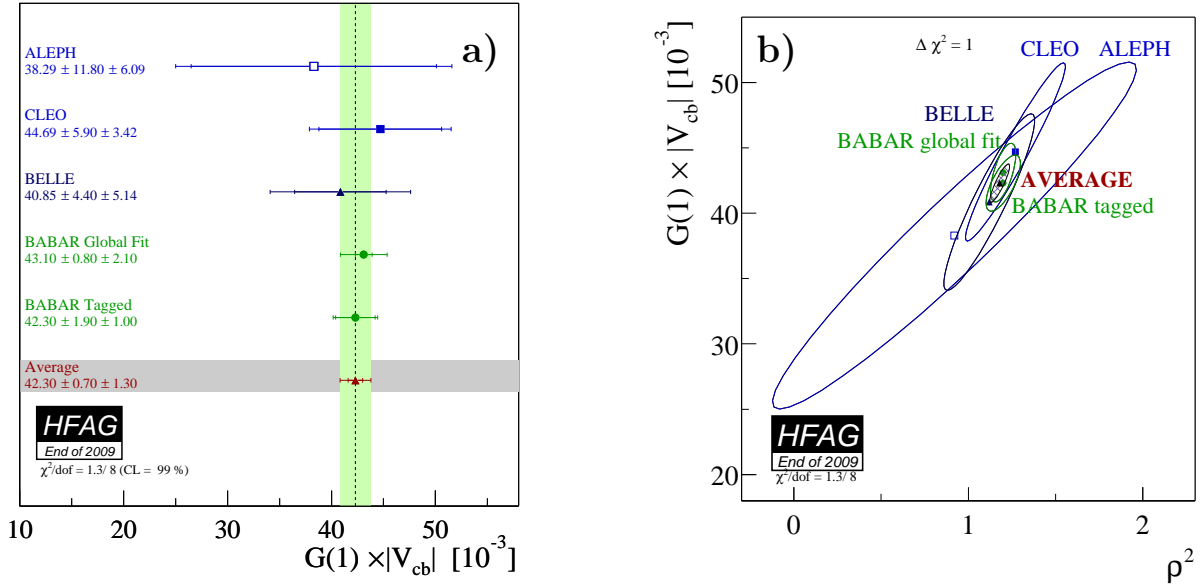 a)
ALEPH
38.29 ± 11.80 ± 6.09
CLEO
44.69 ± 5.90 ± 3.42
BELLE
40.85 ± 4.40 ± 5.14
BABAR Global Fit
43.10 ± 0.80 ± 2.10
BABAR Tagged
42.30 ± 1.90 ± 1.00
Average
42.30 ± 0.70 ± 1.30
HFAG
End of 2009
χ²/dof = 1.3/ 8 (CL = 99 %)
10 20 30 40 50
G(1) ×|V_cb| [10⁻³]
b)
Δ χ² = 1
CLEO ALEPH
BELLE
BABAR global fit
AVERAGE
BABAR tagged
G(1) × |V_cb| [10⁻³]
50
40
30
20
HFAG
End of 2009
χ²/dof = 1.3/ 8
0 1 2
ρ²